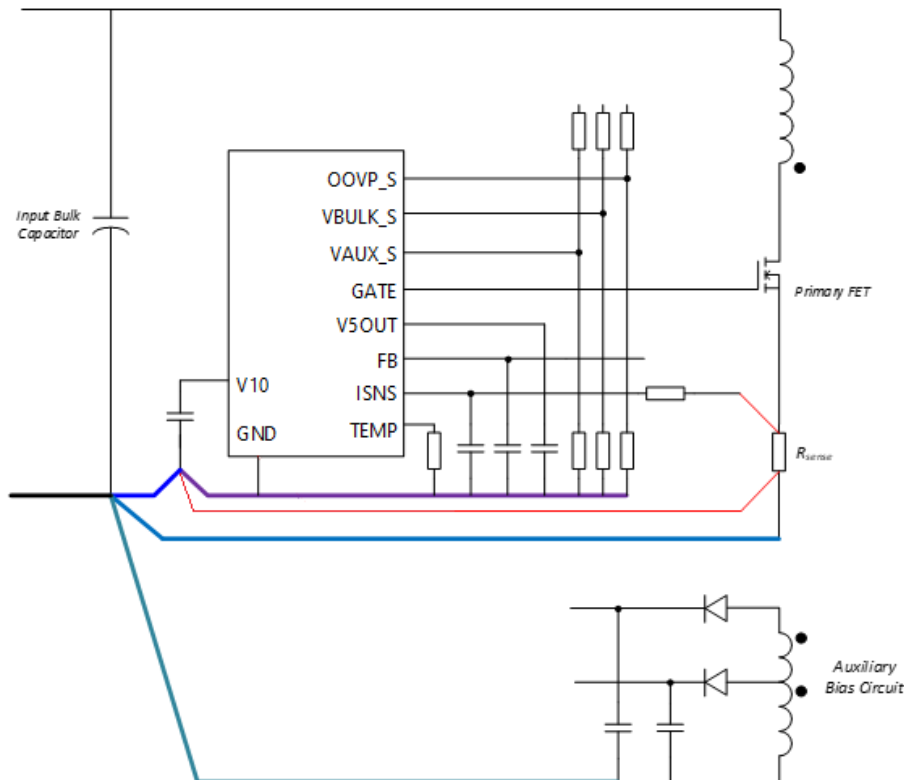 OOVP_S
Input Bulk
Capacitor
VBULK_S
VAUX_S
GATE
Primary FET
V5OUT
FB
V10
ISNS
GND
TEMP
Rsense
Auxiliary
Bias Circuit